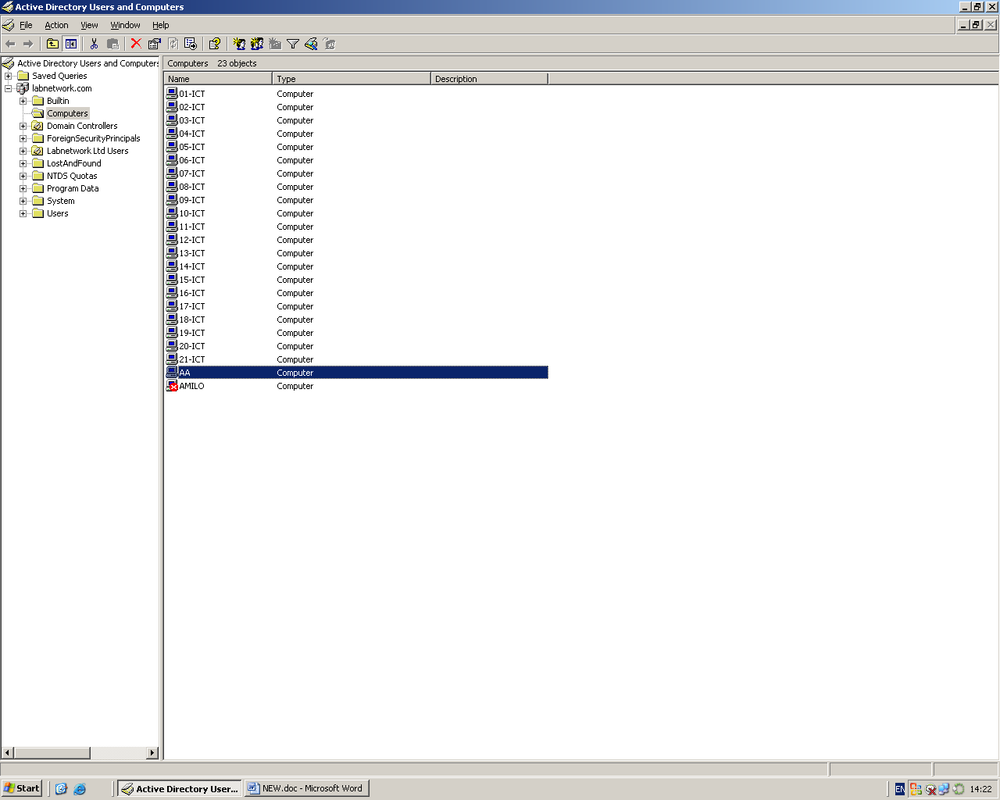 Active Directory Users and Computers
File Action View Window Help
Active Directory Users and Computers
Saved Queries
labnetwork.com
Builtin
Computers
Domain Controllers
ForeignSecurityPrincipals
Labnetwork Ltd Users
LostAndFound
NTDS Quotas
Program Data
System
Users
Computers 23 objects
Name Type Description
01-ICT Computer
02-ICT Computer
03-ICT Computer
04-ICT Computer
05-ICT Computer
06-ICT Computer
07-ICT Computer
08-ICT Computer
09-ICT Computer
10-ICT Computer
11-ICT Computer
12-ICT Computer
13-ICT Computer
14-ICT Computer
15-ICT Computer
16-ICT Computer
17-ICT Computer
18-ICT Computer
19-ICT Computer
20-ICT Computer
21-ICT Computer
AA Computer
AMILO Computer
Start Active Directory User... NEW.doc - Microsoft Word EN 14:22